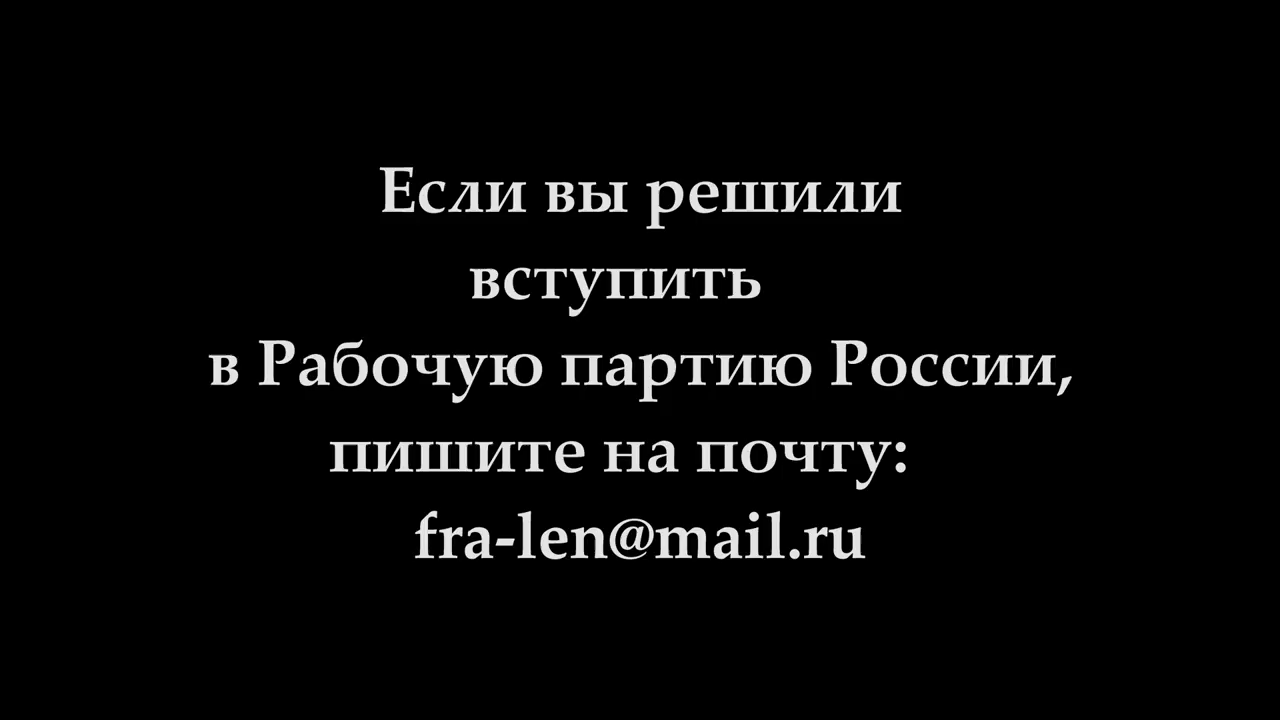 Если вы решили
вступить
в Рабочую партию России,
пишите на почту:
fra-len@mail.ru